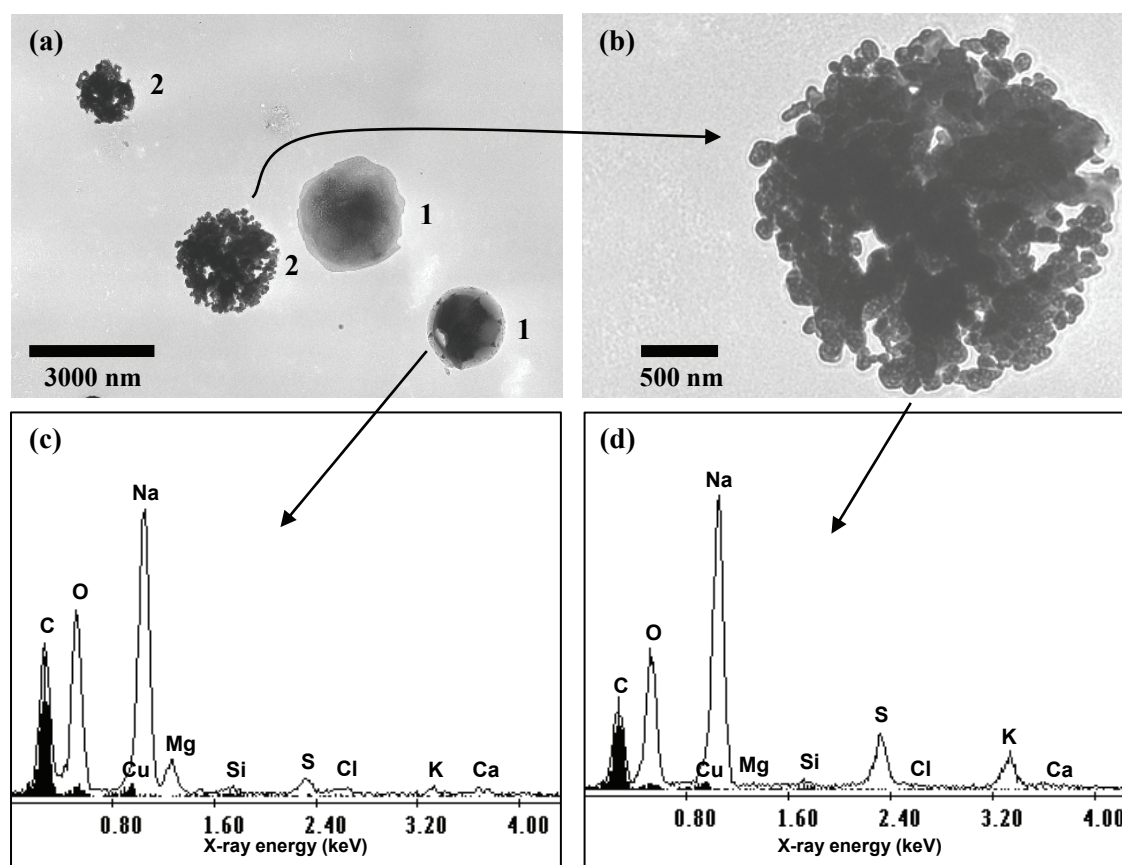 (a)
2
1
2
1
3000 nm
(b)
500 nm
(c)
Na
O
C
Cu
Mg
Si
S
Cl
K
Ca
0.80 1.60 2.40 3.20 4.00
X-ray energy (keV)
(d)
Na
O
C
Cu
Mg
Si
S
Cl
K
Ca
0.80 1.60 2.40 3.20 4.00
X-ray energy (keV)